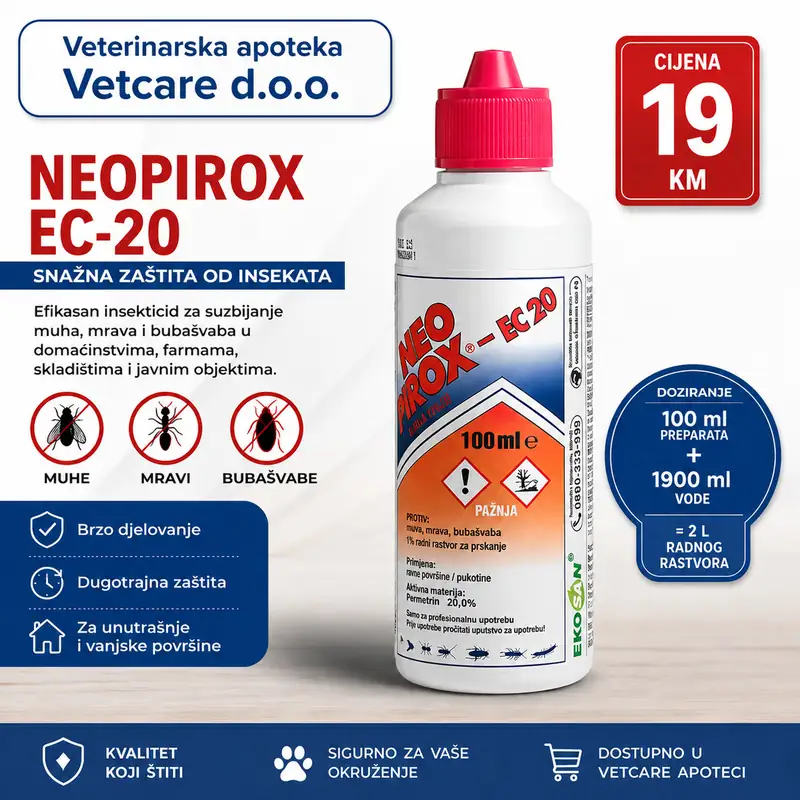 Veterinarska apoteka
Vetcare d.o.o.
CIJENA
19
KM
NEOPIROX
EC-20
SNAŽNA ZAŠTITA OD INSEKATA
Efikasan insekticid za suzbijanje
muha, mrava i bubašvaba u
domaćinstvima, farmama,
skladištima i javnim objektima.
MUHE
MRAVI
BUBAŠVABE
Brzo djelovanje
Dugotrajna zaštita
Za unutrašnje
i vanjske površine
NEO
PIROX® – EC 20
100 ml e
PAŽNJA
PROTIV:
muva, mrava, bubašvaba
1% radni rastvor za prskanje
Primjena:
ravne površine / pukotine
Aktivna materija:
Permetrin 20,0%
Samo za profesionalnu upotrebu
Prije upotrebe pročitati uputstvo za upotrebu!
0800-333-999
EKOSAN®
DOZIRANJE
100 ml
PREPARATA
+
1900 ml
VODE
= 2 L
RADNOG
RASTVORA
KVALITET
KOJI ŠTITI
SIGURNO ZA VAŠE
OKRUŽENJE
DOSTUPNO U
VETCARE APOTECI